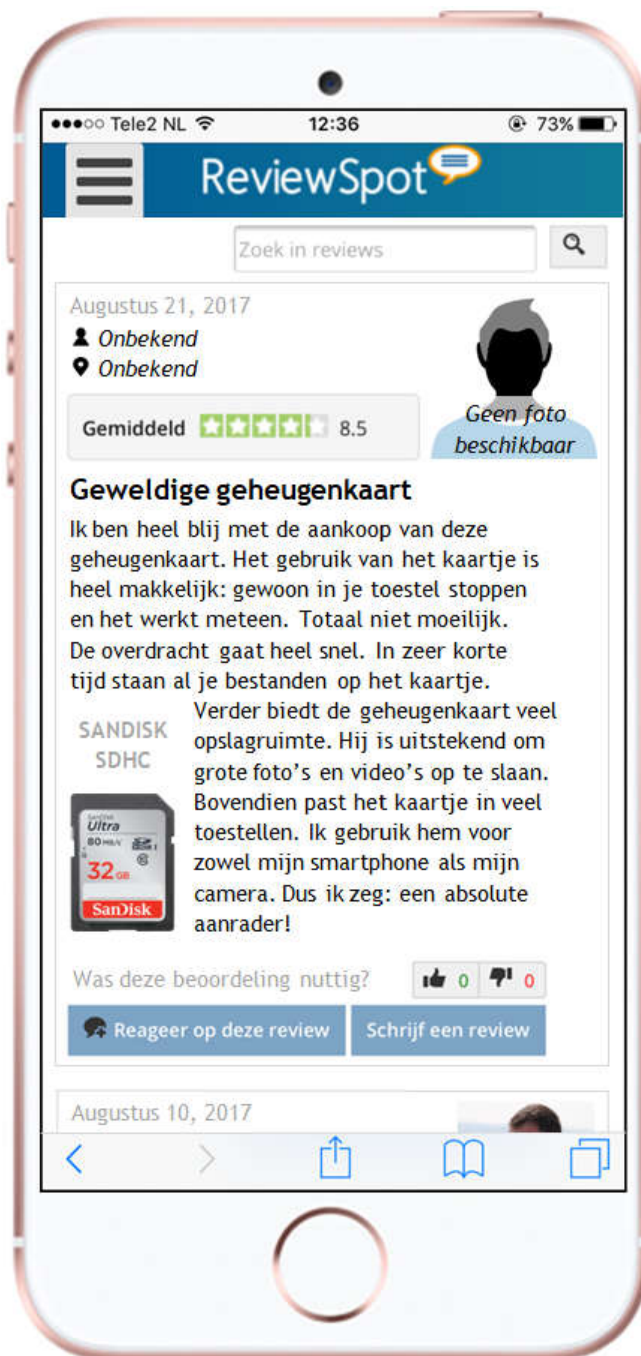 Tele2 NL 12:36 73%
ReviewSpot
Zoek in reviews
Augustus 21, 2017
Onbekend
Onbekend
Geen foto
beschikbaar
Gemiddeld 8.5
Geweldige geheugenkaart
Ik ben heel blij met de aankoop van deze
geheugenkaart. Het gebruik van het kaartje is
heel makkelijk: gewoon in je toestel stoppen
en het werkt meteen. Totaal niet moeilijk.
De overdracht gaat heel snel. In zeer korte
tijd staan al je bestanden op het kaartje.
SANDISK
SDHC
SanDisk
Ultra
80 MB/s
32 GB
SanDisk
Verder biedt de geheugenkaart veel
opslagruimte. Hij is uitstekend om
grote foto's en video's op te slaan.
Bovendien past het kaartje in veel
toestellen. Ik gebruik hem voor
zowel mijn smartphone als mijn
camera. Dus ik zeg: een absolute
aanrader!
Was deze beoordeling nuttig? 0 0
Reageer op deze review Schrijf een review
Augustus 10, 2017